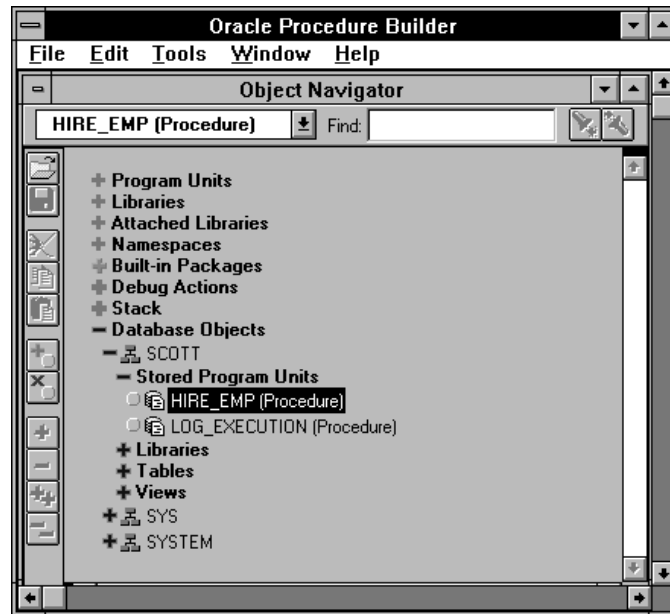 Oracle Procedure Builder
File Edit Tools Window Help
Object Navigator
HIRE_EMP (Procedure) Find:
Program Units
Libraries
Attached Libraries
Namespaces
Built-in Packages
Debug Actions
Stack
Database Objects
SCOTT
Stored Program Units
HIRE_EMP (Procedure)
LOG_EXECUTION (Procedure)
Libraries
Tables
Views
SYS
SYSTEM